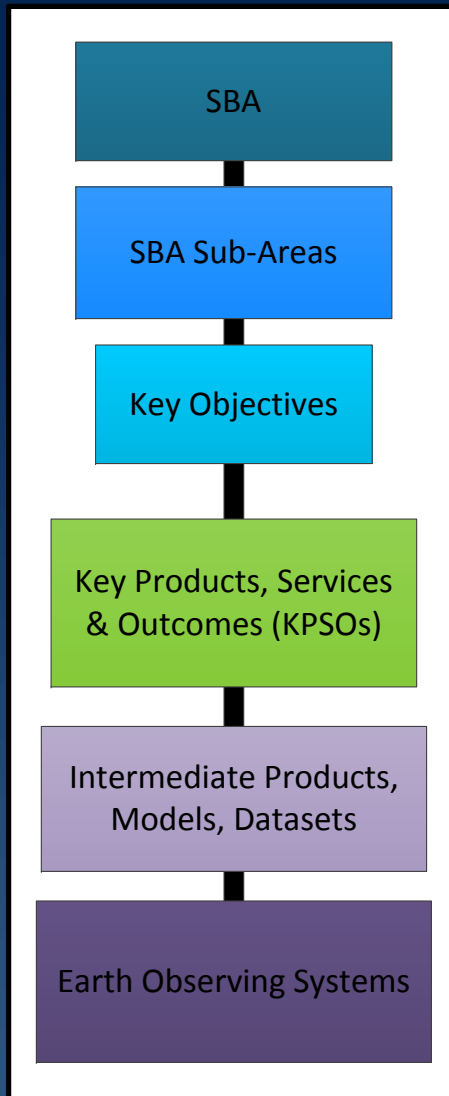 SBA
SBA Sub-Areas
Key Objectives
Key Products, Services
& Outcomes (KPSOs)
Intermediate Products,
Models, Datasets
Earth Observing Systems